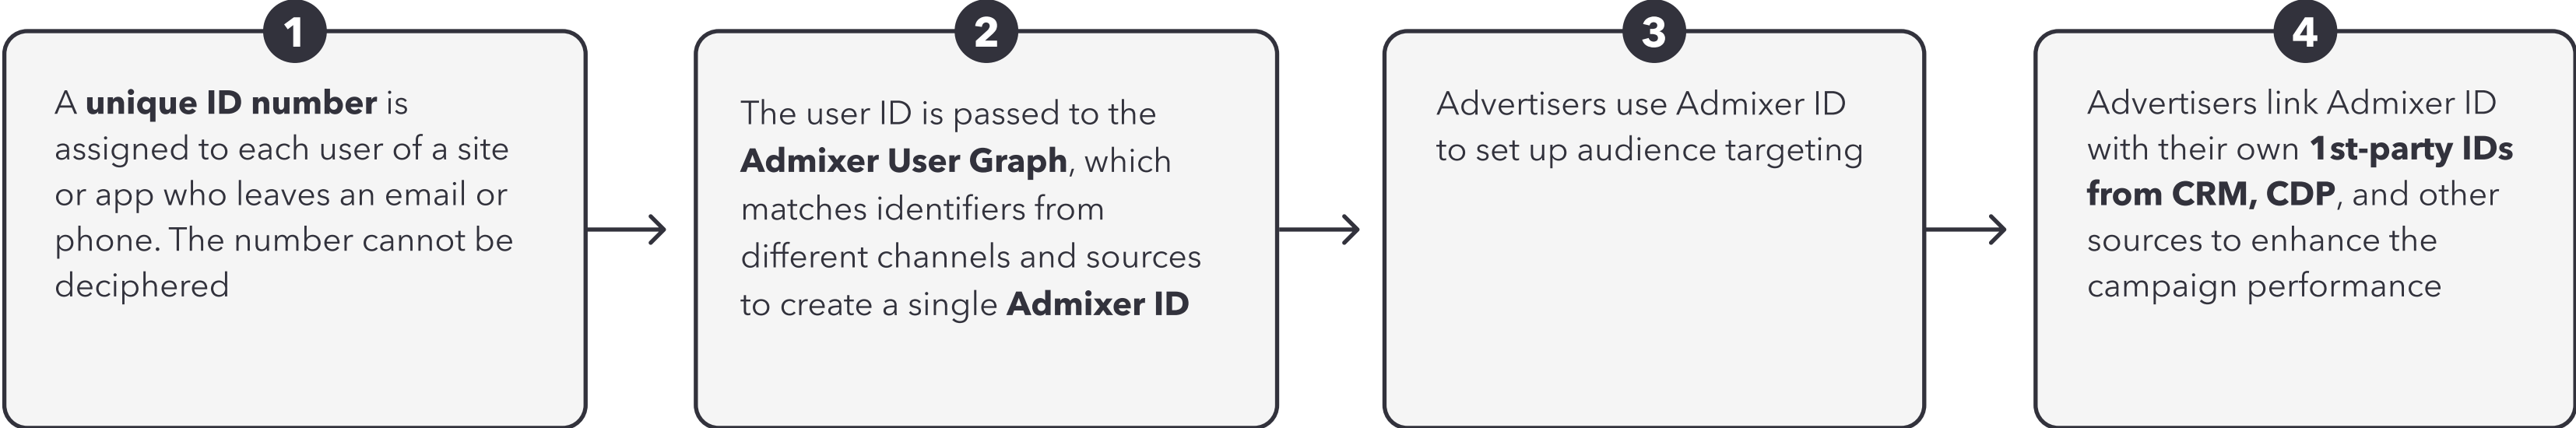 1
A unique ID number is
assigned to each user of a site
or app who leaves an email or
phone. The number cannot be
deciphered
2
The user ID is passed to the
Admixer User Graph, which
matches identifiers from
different channels and sources
to create a single Admixer ID
3
Advertisers use Admixer ID
to set up audience targeting
4
Advertisers link Admixer ID
with their own 1st-party IDs
from CRM, CDP, and other
sources to enhance the
campaign performance